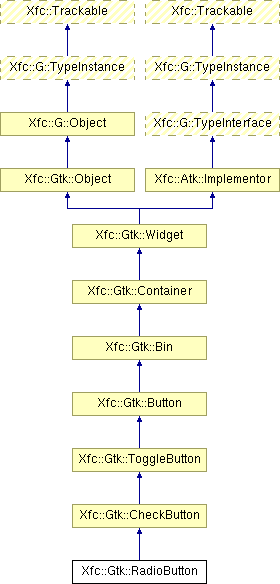 Xfc::Trackable Xfc::Trackable
Xfc::G::TypeInstance Xfc::G::TypeInstance
Xfc::G::Object Xfc::G::TypeInterface
Xfc::Gtk::Object Xfc::Atk::Implementor
Xfc::Gtk::Widget
Xfc::Gtk::Container
Xfc::Gtk::Bin
Xfc::Gtk::Button
Xfc::Gtk::ToggleButton
Xfc::Gtk::CheckButton
Xfc::Gtk::RadioButton